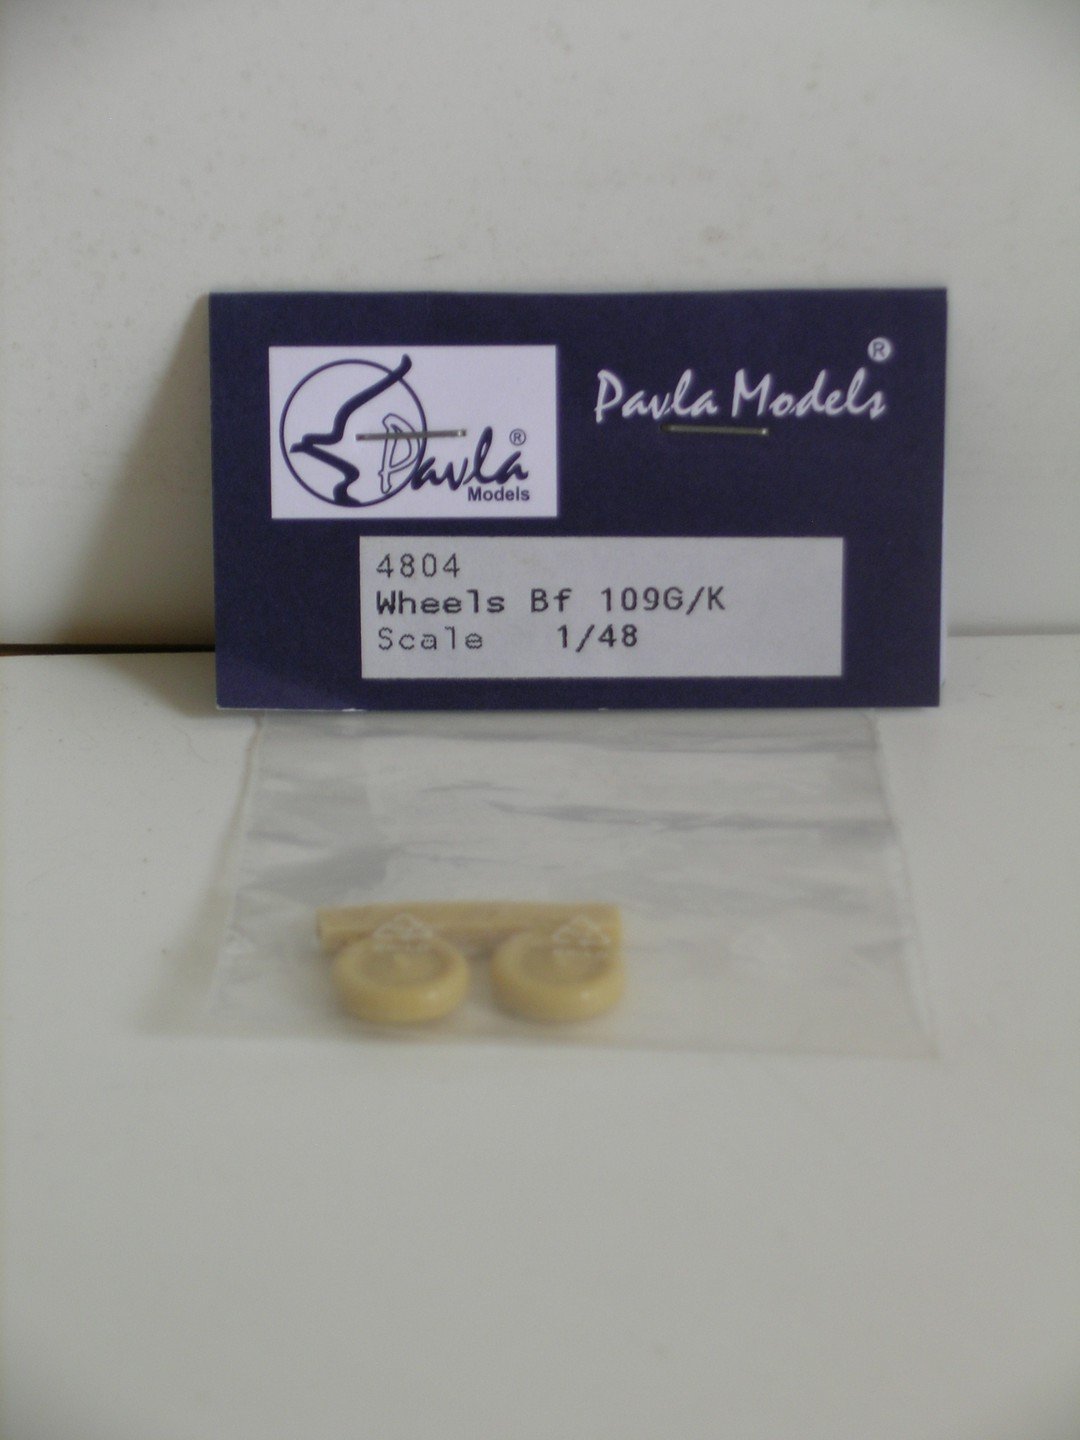 Pavla®
Models
Pavla Models®
4804
Wheels Bf 109G/K
Scale 1/48